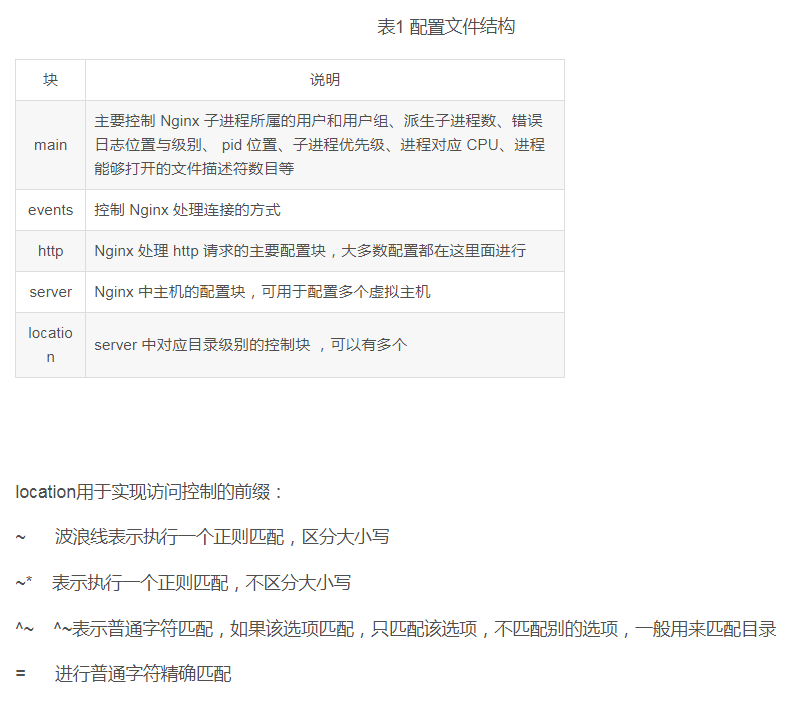 表1 配置文件结构
块 说明
main 主要控制 Nginx 子进程所属的用户和用户组、派生子进程数、错误
日志位置与级别、 pid 位置、子进程优先级、进程对应 CPU、进程
能够打开的文件描述符数目等
events 控制 Nginx 处理连接的方式
http Nginx 处理 http 请求的主要配置块，大多数配置都在这里面进行
server Nginx 中主机的配置块，可用于配置多个虚拟主机
locatio
n
server 中对应目录级别的控制块 ，可以有多个
location用于实现访问控制的前缀：
~ 波浪线表示执行一个正则匹配，区分大小写
~* 表示执行一个正则匹配，不区分大小写
^~ ^~表示普通字符匹配，如果该选项匹配，只匹配该选项，不匹配别的选项，一般用来匹配目录
= 进行普通字符精确匹配